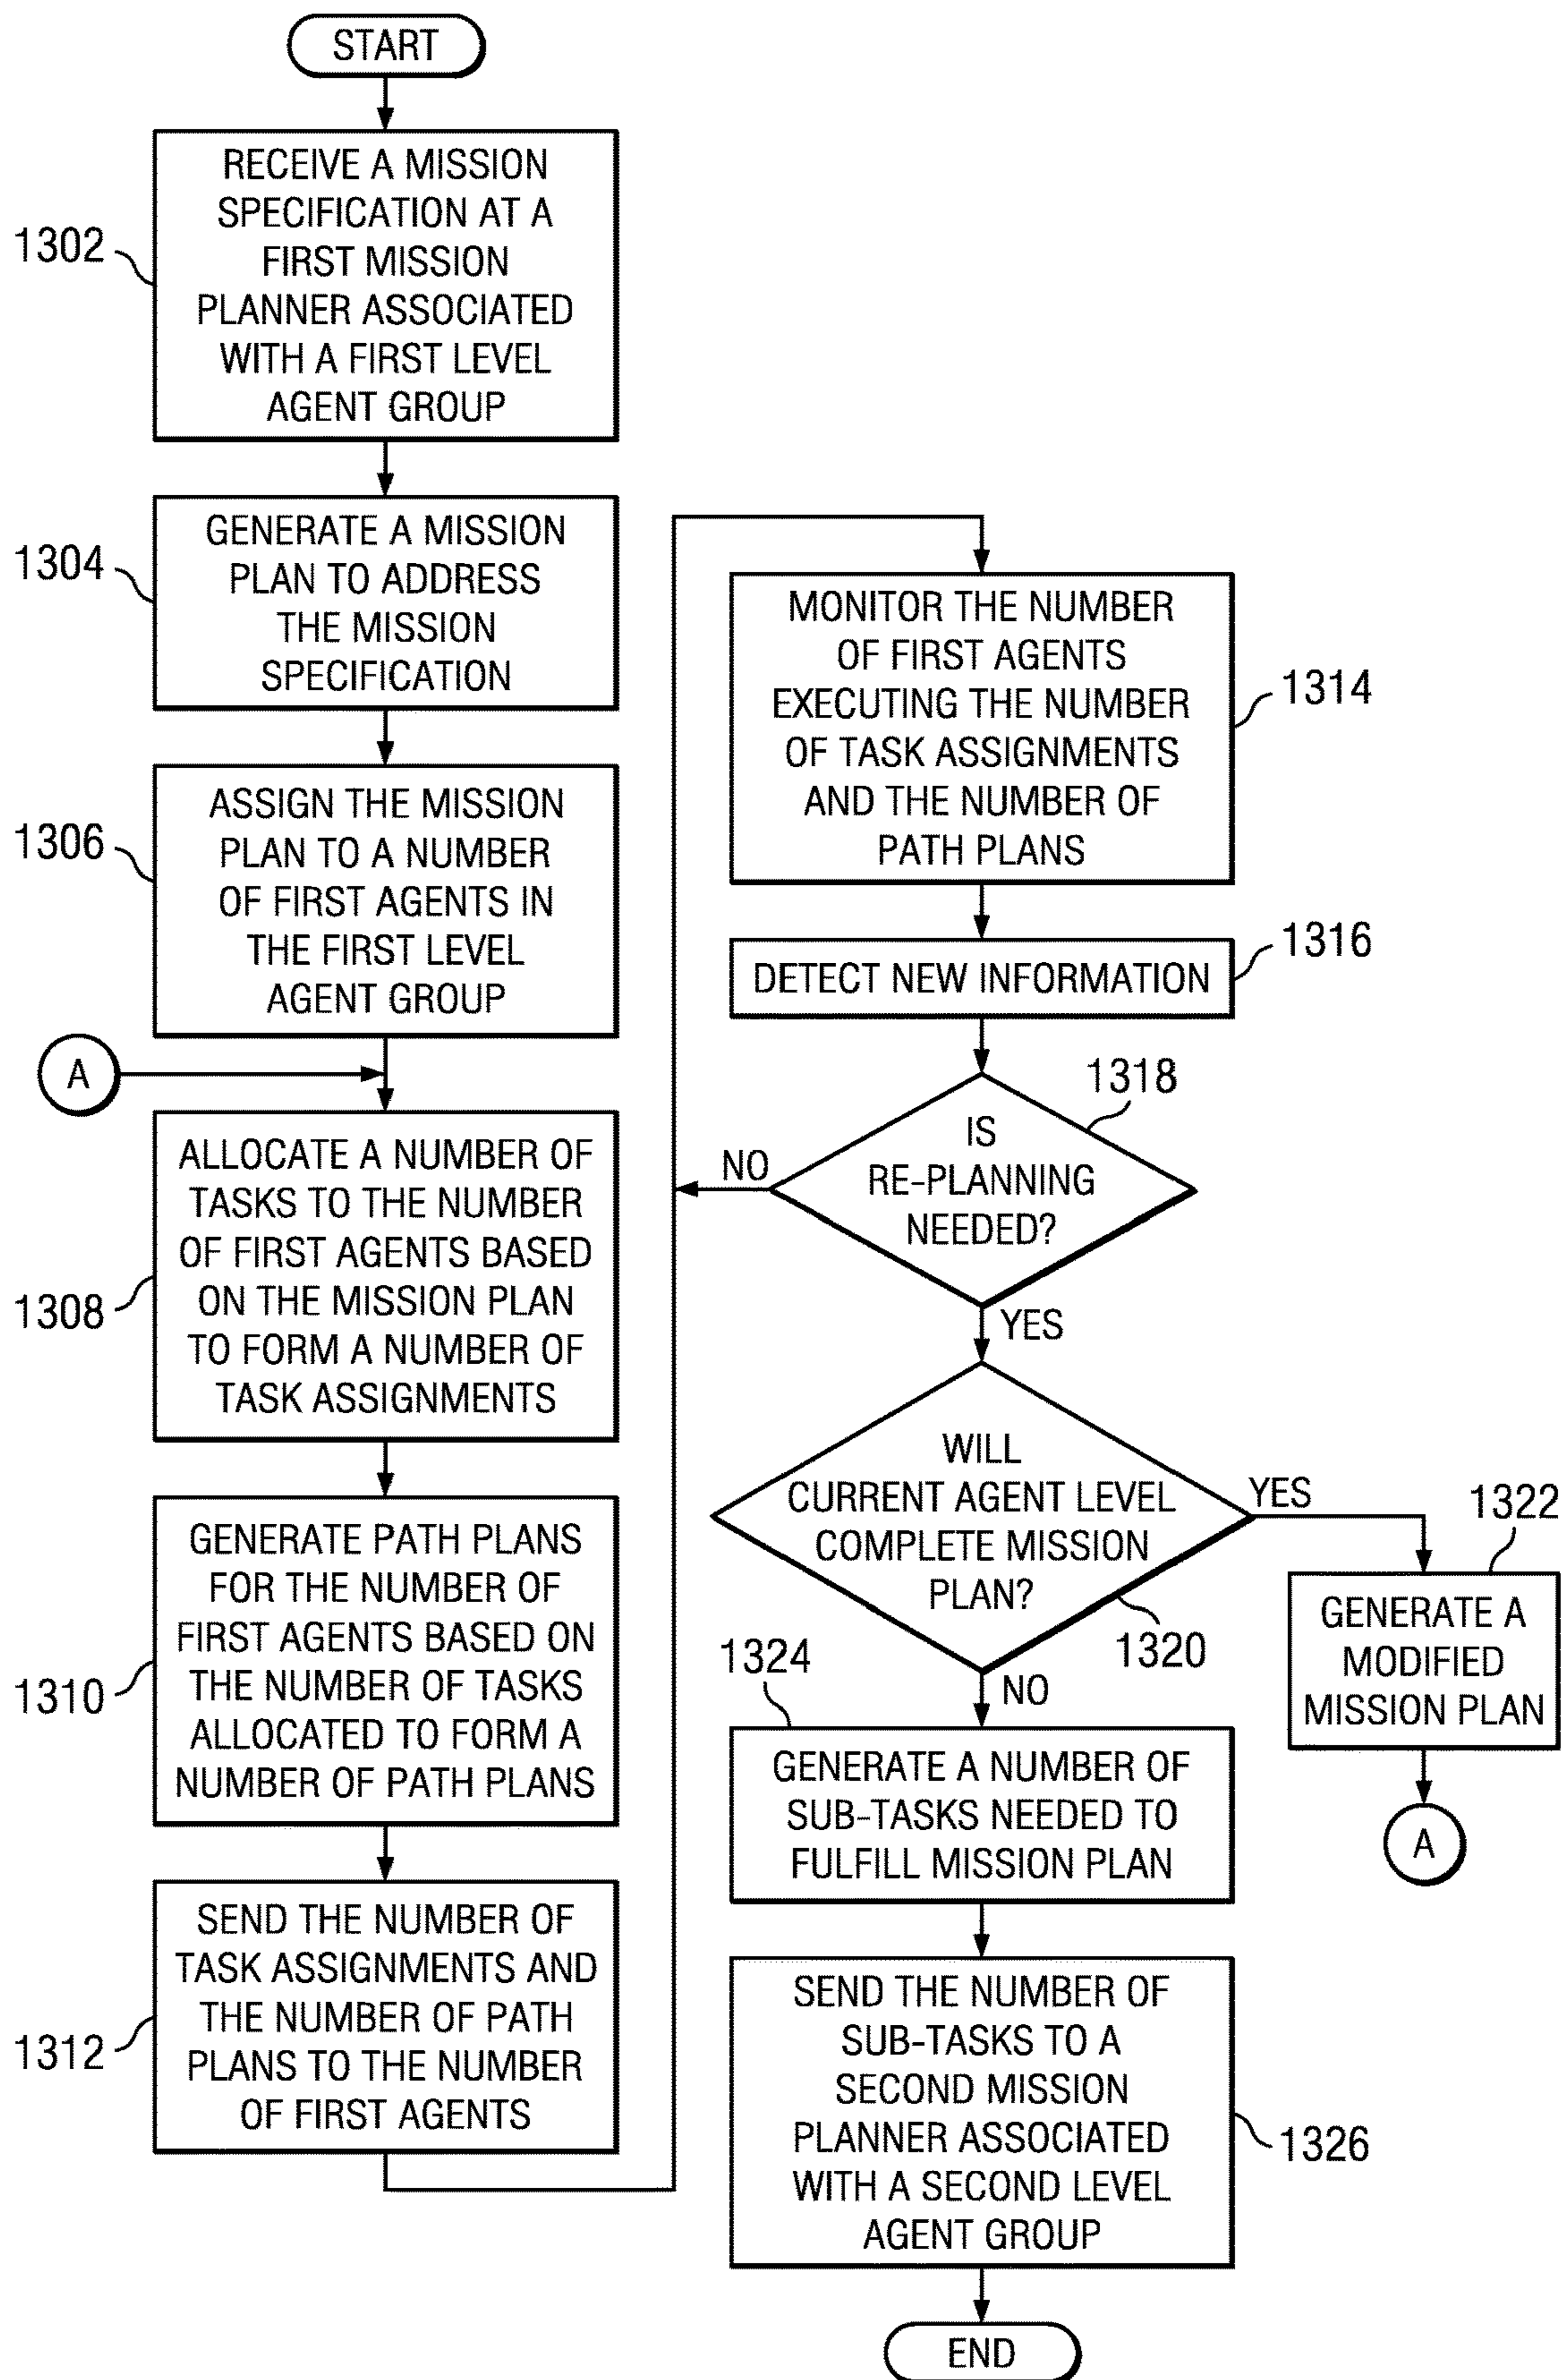 START
RECEIVE A MISSION
SPECIFICATION AT A
FIRST MISSION
PLANNER ASSOCIATED
WITH A FIRST LEVEL
AGENT GROUP
1302
GENERATE A MISSION
PLAN TO ADDRESS
THE MISSION
SPECIFICATION
1304
ASSIGN THE MISSION
PLAN TO A NUMBER
OF FIRST AGENTS IN
THE FIRST LEVEL
AGENT GROUP
1306
A
ALLOCATE A NUMBER OF
TASKS TO THE NUMBER
OF FIRST AGENTS BASED
ON THE MISSION PLAN
TO FORM A NUMBER OF
TASK ASSIGNMENTS
1308
GENERATE PATH PLANS
FOR THE NUMBER OF
FIRST AGENTS BASED ON
THE NUMBER OF TASKS
ALLOCATED TO FORM A
NUMBER OF PATH PLANS
1310
SEND THE NUMBER OF
TASK ASSIGNMENTS AND
THE NUMBER OF PATH
PLANS TO THE NUMBER
OF FIRST AGENTS
1312
MONITOR THE NUMBER
OF FIRST AGENTS
EXECUTING THE NUMBER
OF TASK ASSIGNMENTS
AND THE NUMBER OF
PATH PLANS
1314
DETECT NEW INFORMATION
1316
IS
RE-PLANNING
NEEDED?
1318
NO
YES
WILL
CURRENT AGENT LEVEL
COMPLETE MISSION
PLAN?
1320
YES
1322
GENERATE A
MODIFIED
MISSION PLAN
A
NO
1324
GENERATE A NUMBER OF
SUB-TASKS NEEDED TO
FULFILL MISSION PLAN
SEND THE NUMBER OF
SUB-TASKS TO A
SECOND MISSION
PLANNER ASSOCIATED
WITH A SECOND LEVEL
AGENT GROUP
1326
END